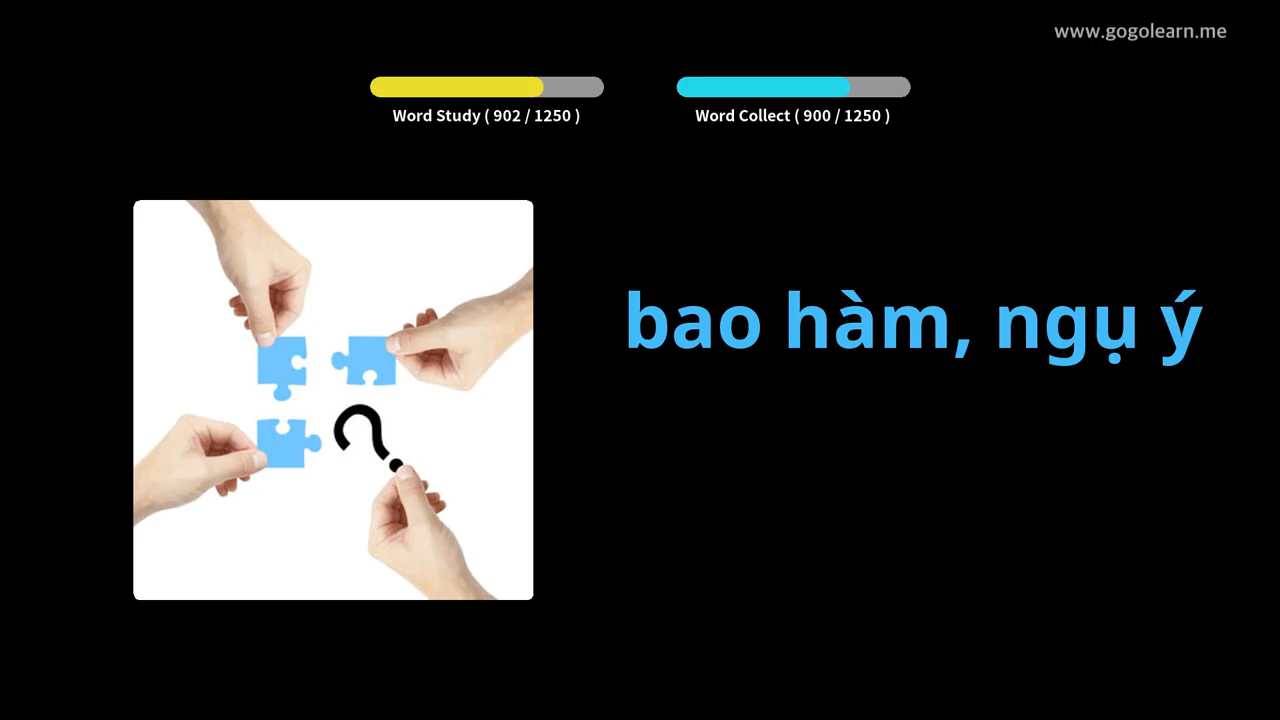 www.gogolearn.me
Word Study ( 902 / 1250 )
Word Collect ( 900 / 1250 )
bao hàm, ngụ ý
?